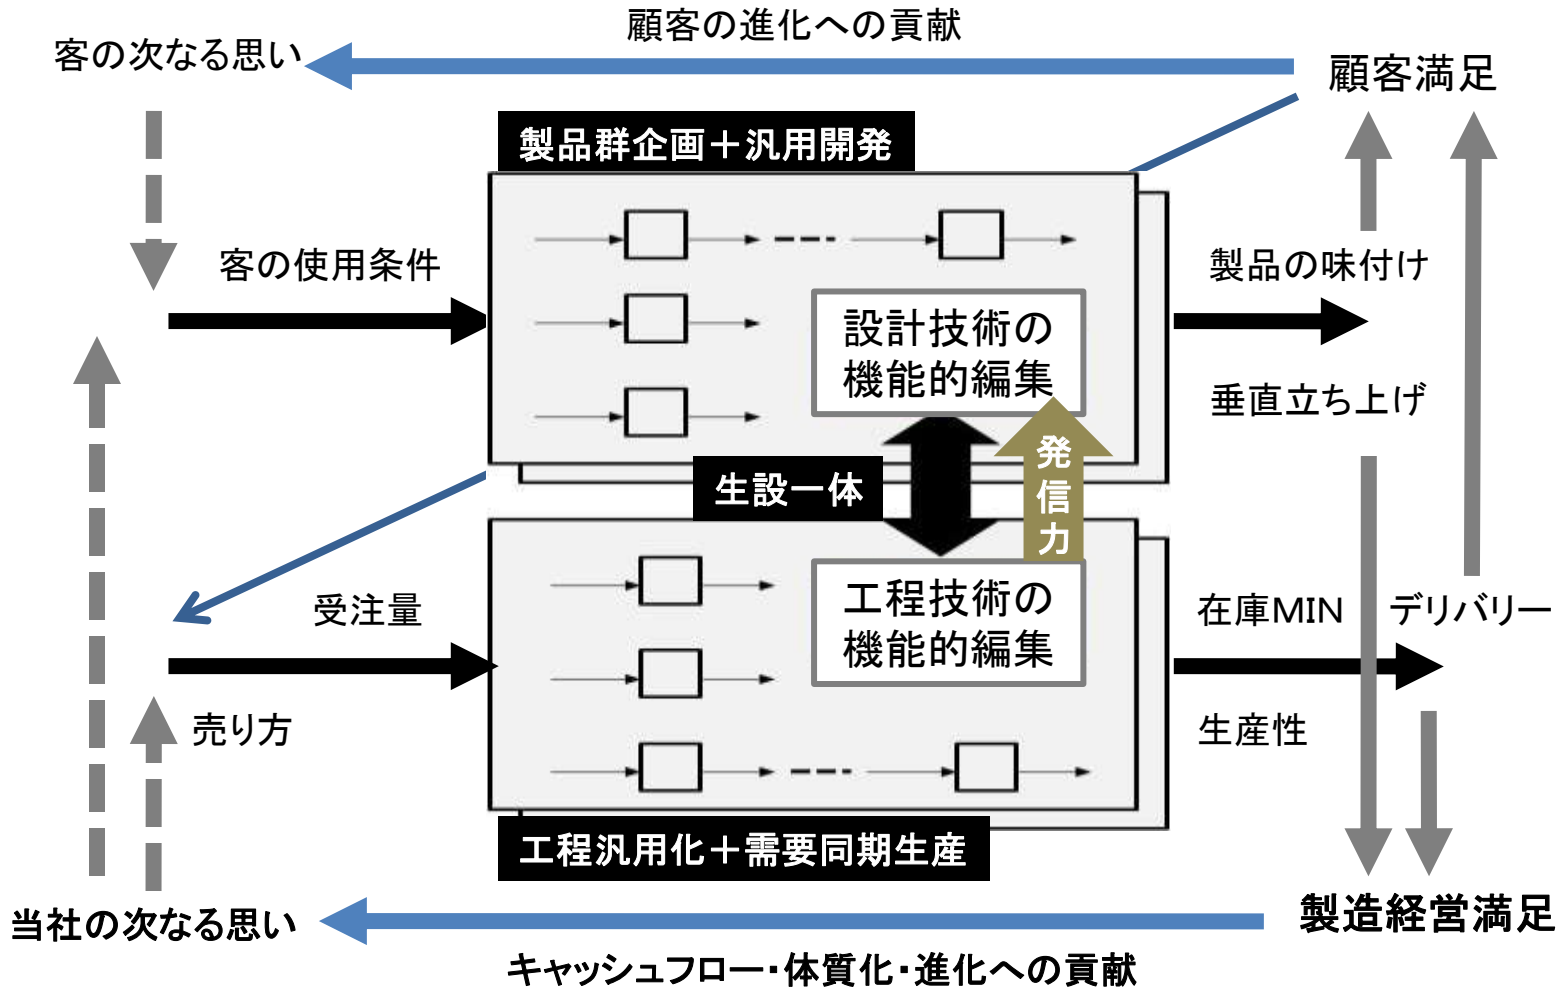 顧客の進化への貢献
客の次なる思い
顧客満足
製品群企画＋汎用開発
客の使用条件
製品の味付け
設計技術の
機能的編集
垂直立ち上げ
発信力
生設一体
受注量
工程技術の
機能的編集
在庫MIN
デリバリー
売り方
生産性
工程汎用化＋需要同期生産
当社の次なる思い
製造経営満足
キャッシュフロー・体質化・進化への貢献